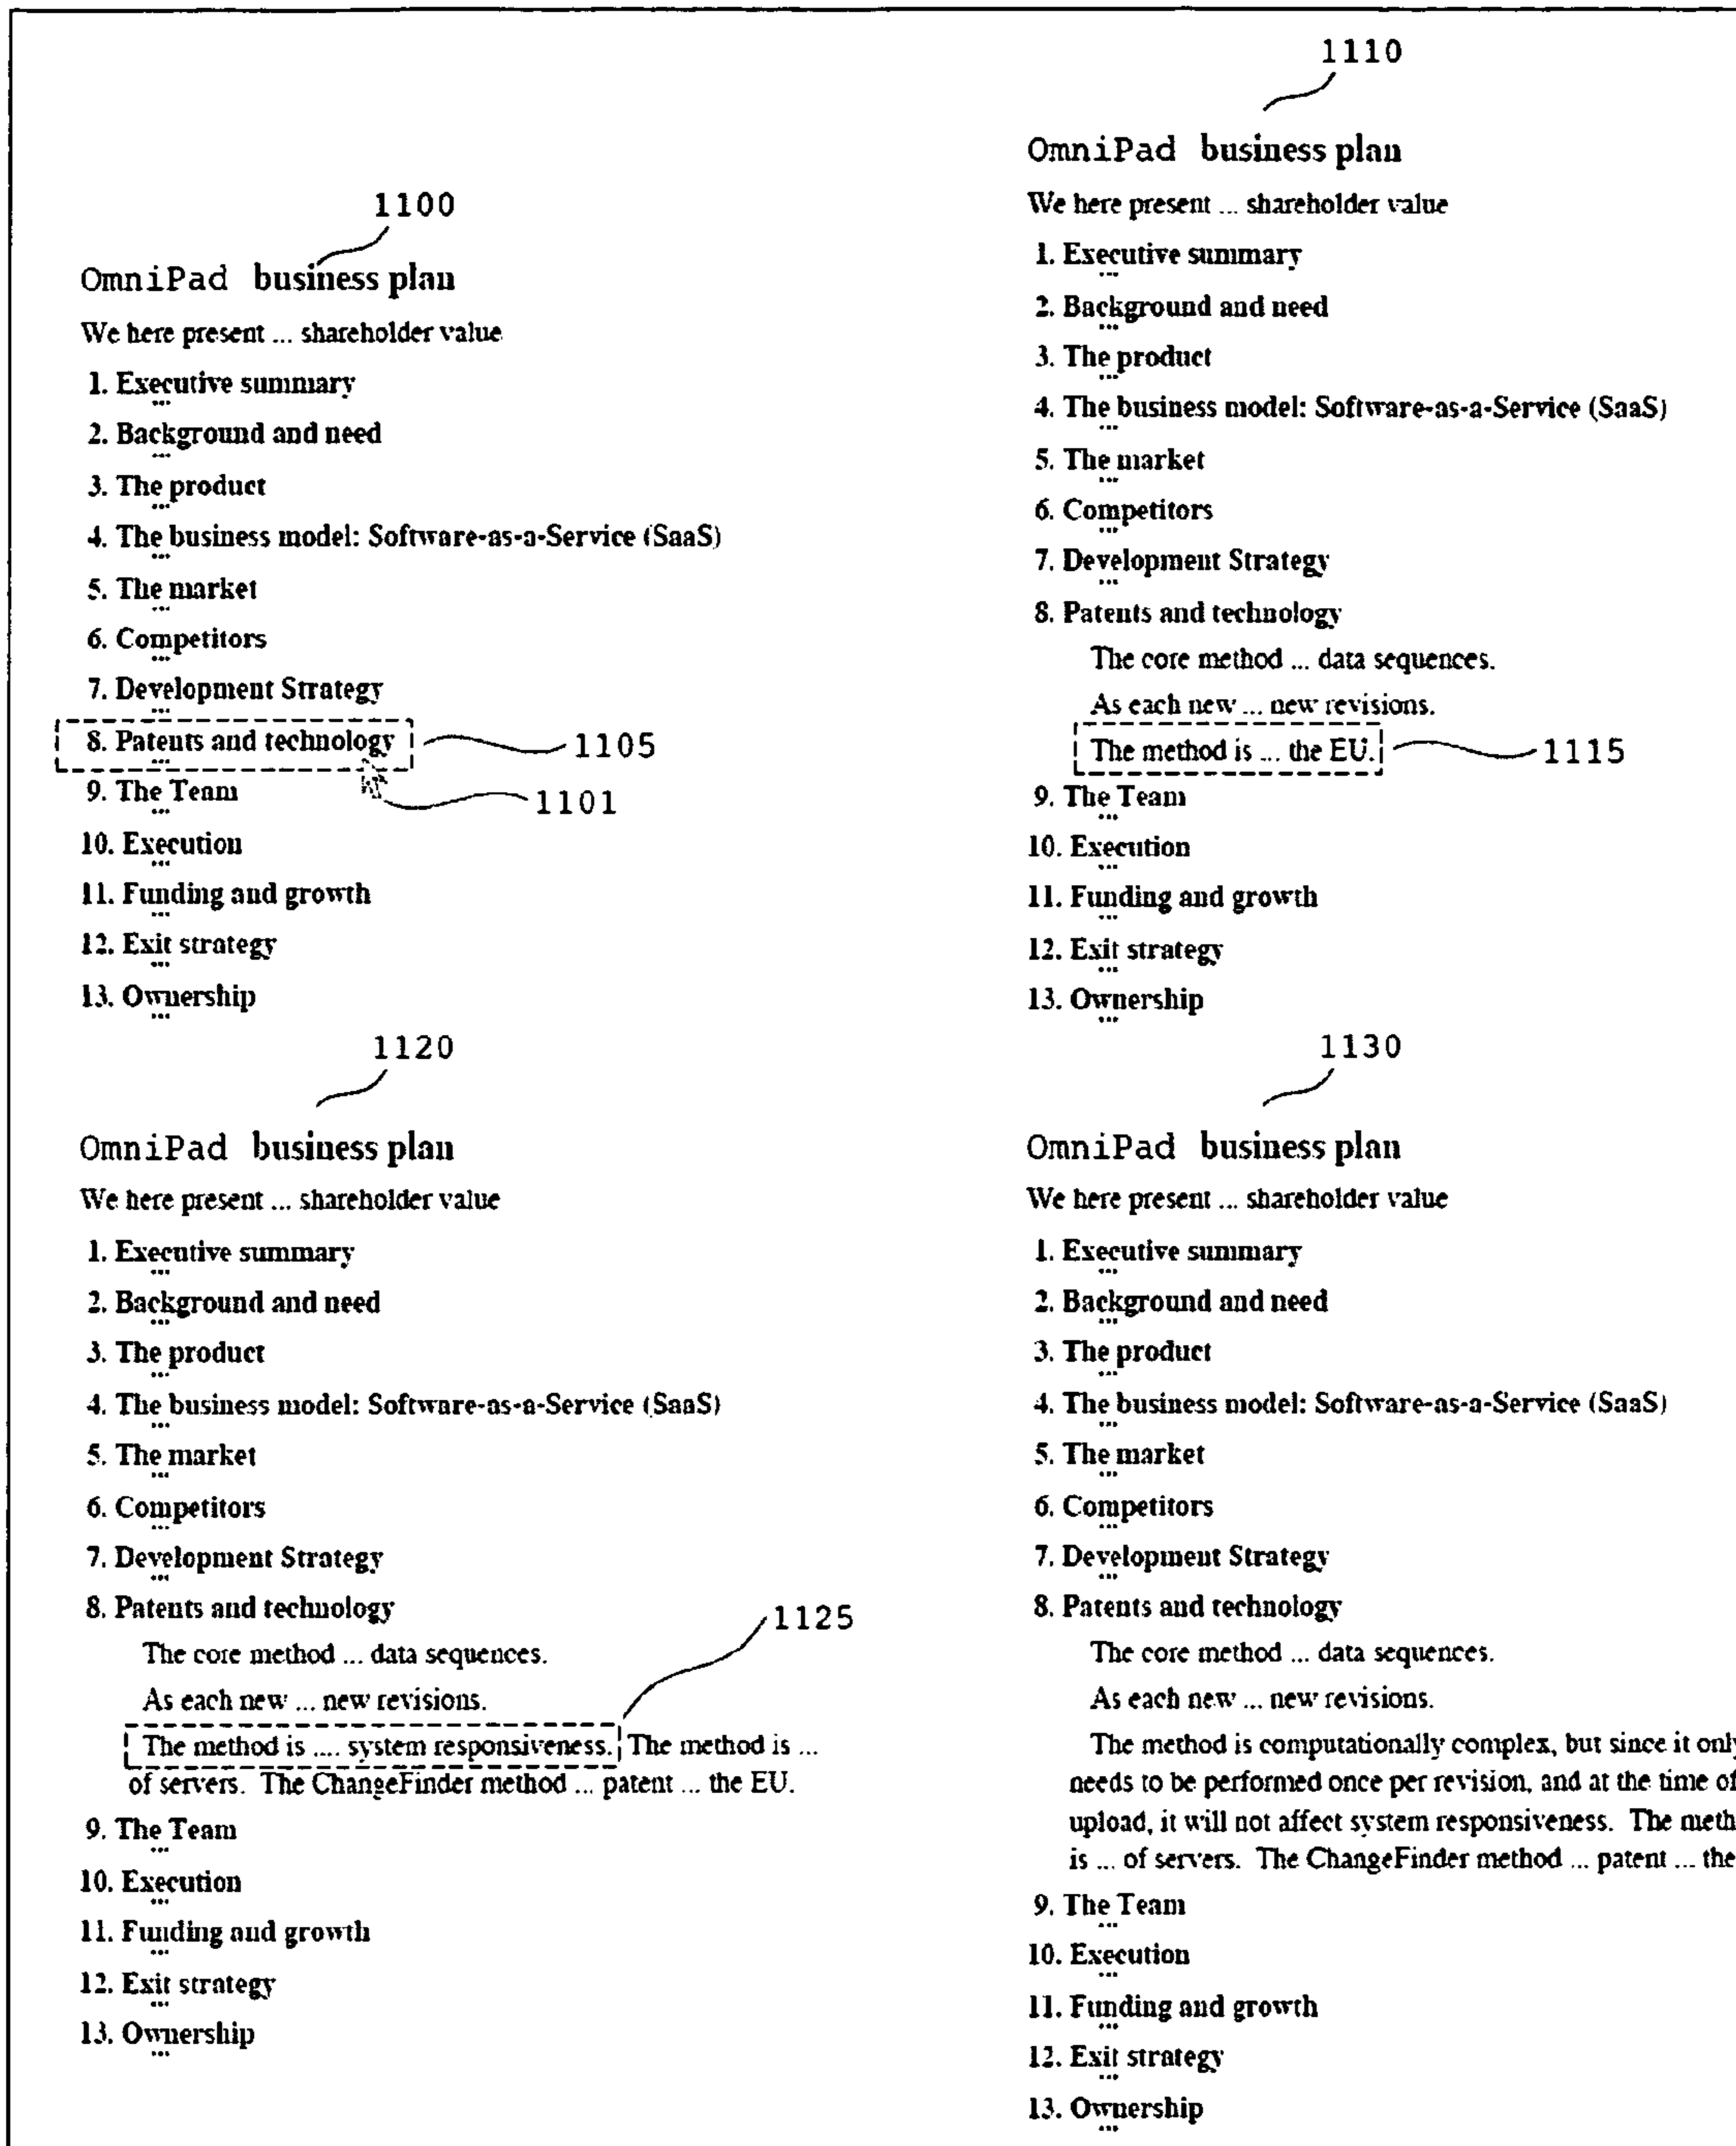 1100
OmniPad business plan
We here present ... shareholder value
1. Executive summary
...
2. Background and need
...
3. The product
...
4. The business model: Software-as-a-Service (SaaS)
...
5. The market
...
6. Competitors
...
7. Development Strategy
...
8. Patents and technology
...
1105
9. The Team
...
1101
10. Execution
...
11. Funding and growth
...
12. Exit strategy
...
13. Ownership
...
1110
OmniPad business plan
We here present ... shareholder value
1. Executive summary
...
2. Background and need
...
3. The product
...
4. The business model: Software-as-a-Service (SaaS)
...
5. The market
...
6. Competitors
...
7. Development Strategy
...
8. Patents and technology
The core method ... data sequences.
As each new ... new revisions.
The method is ... the EU.
1115
9. The Team
...
10. Execution
...
11. Funding and growth
...
12. Exit strategy
...
13. Ownership
...
1120
OmniPad business plan
We here present ... shareholder value
1. Executive summary
...
2. Background and need
...
3. The product
...
4. The business model: Software-as-a-Service (SaaS)
...
5. The market
...
6. Competitors
...
7. Development Strategy
...
8. Patents and technology
1125
The core method ... data sequences.
As each new ... new revisions.
The method is .... system responsiveness. The method is ...
of servers. The ChangeFinder method ... patent ... the EU.
9. The Team
...
10. Execution
...
11. Funding and growth
...
12. Exit strategy
...
13. Ownership
...
1130
OmniPad business plan
We here present ... shareholder value
1. Executive summary
...
2. Background and need
...
3. The product
...
4. The business model: Software-as-a-Service (SaaS)
...
5. The market
...
6. Competitors
...
7. Development Strategy
...
8. Patents and technology
The core method ... data sequences.
As each new ... new revisions.
The method is computationally complex, but since it only
needs to be performed once per revision, and at the time of
upload, it will not affect system responsiveness. The meth
is ... of servers. The ChangeFinder method ... patent ... the
9. The Team
...
10. Execution
...
11. Funding and growth
...
12. Exit strategy
...
13. Ownership
...